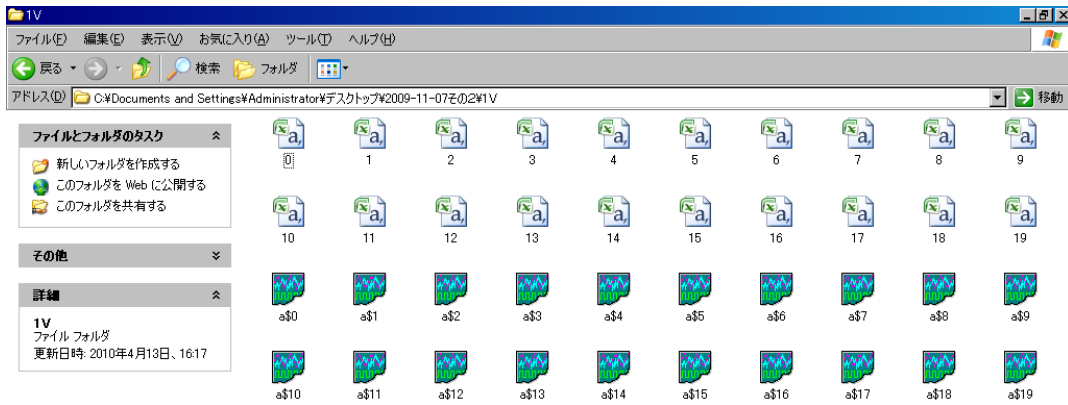 1V
ファイル(F) 編集(E) 表示(V) お気に入り(A) ツール(T) ヘルプ(H)
戻る 検索 フォルダ
アドレス(D) C:¥Documents and Settings¥Administrator¥デスクトップ¥2009-11-07その2¥1V 移動
ファイルとフォルダのタスク
新しいフォルダを作成する
このフォルダを Web に公開する
このフォルダを共有する
その他
詳細
1V
ファイル フォルダ
更新日時: 2010年4月13日、16:17
0 1 2 3 4 5 6 7 8 9
10 11 12 13 14 15 16 17 18 19
a$0 a$1 a$2 a$3 a$4 a$5 a$6 a$7 a$8 a$9
a$10 a$11 a$12 a$13 a$14 a$15 a$16 a$17 a$18 a$19